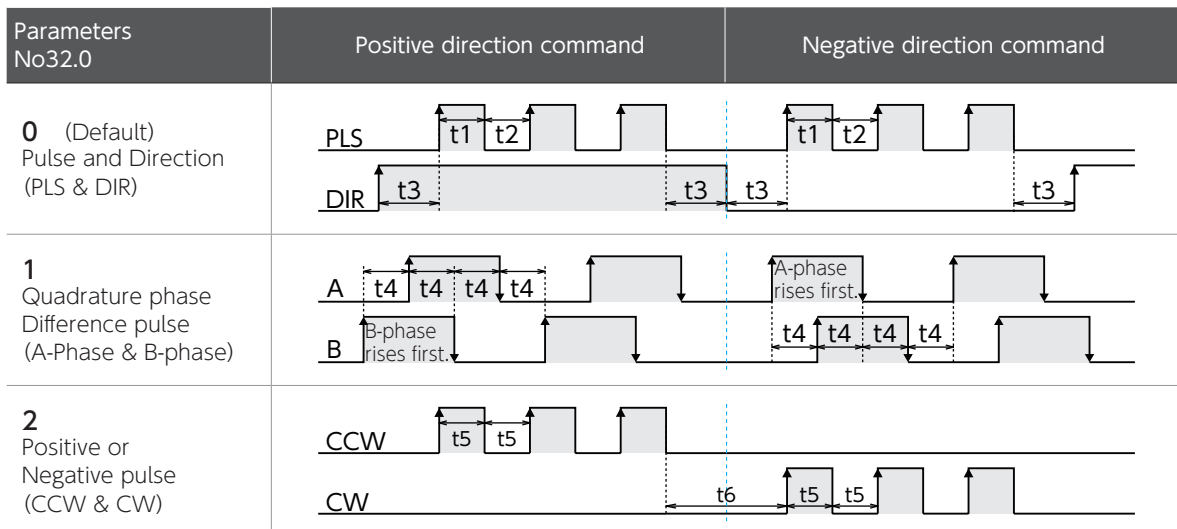 Parameters
No32.0
Positive direction command
Negative direction command
0 (Default)
Pulse and Direction
(PLS & DIR)
PLS
t1 t2
t1 t2
DIR
t3 t3 t3 t3
1
Quadrature phase
Difference pulse
(A-Phase & B-phase)
A
t4 t4 t4 t4
A-phase
rises first.
B
B-phase
rises first.
t4 t4 t4 t4
2
Positive or
Negative pulse
(CCW & CW)
CCW
t5 t5
CW
t6 t5 t5